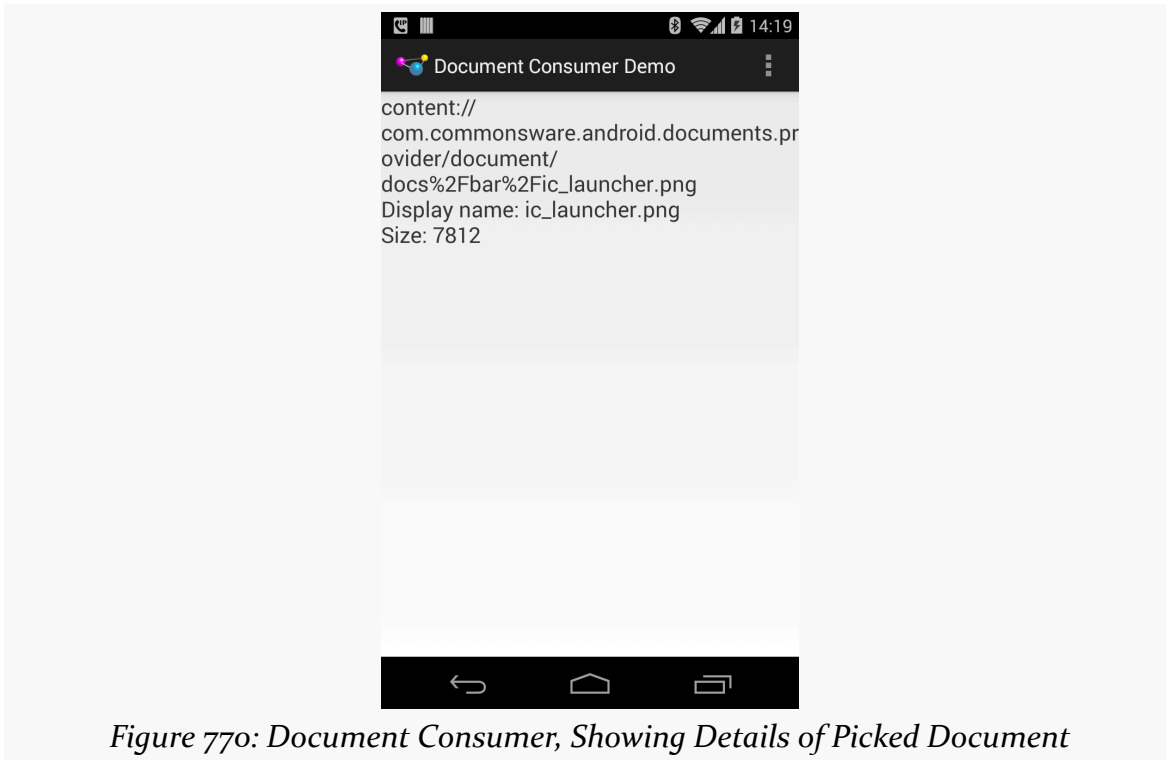 14:19
Document Consumer Demo
content://
com.commonsware.android.documents.pr
ovider/document/
docs%2Fbar%2Fic_launcher.png
Display name: ic_launcher.png
Size: 7812
Figure 770: Document Consumer, Showing Details of Picked Document